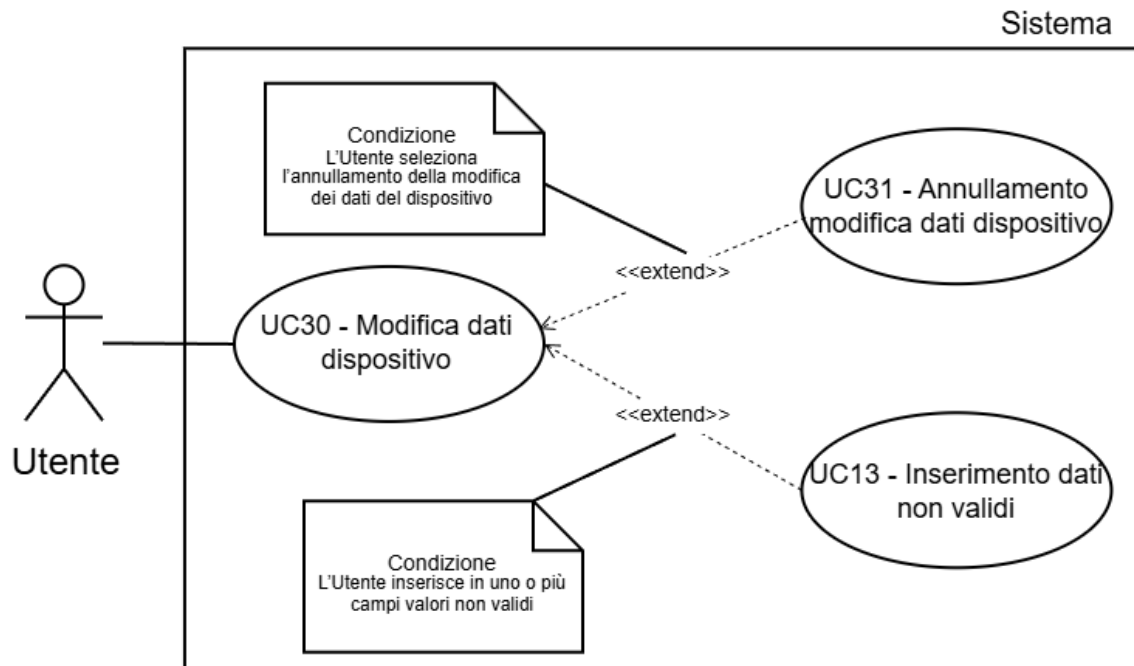 Sistema
Condizione
L'Utente seleziona
l'annullamento della modifica
dei dati del dispositivo
UC31 - Annullamento
modifica dati dispositivo
<<extend>>
UC30 - Modifica dati
dispositivo
Utente
<<extend>>
UC13 - Inserimento dati
non validi
Condizione
L'Utente inserisce in uno o più
campi valori non validi